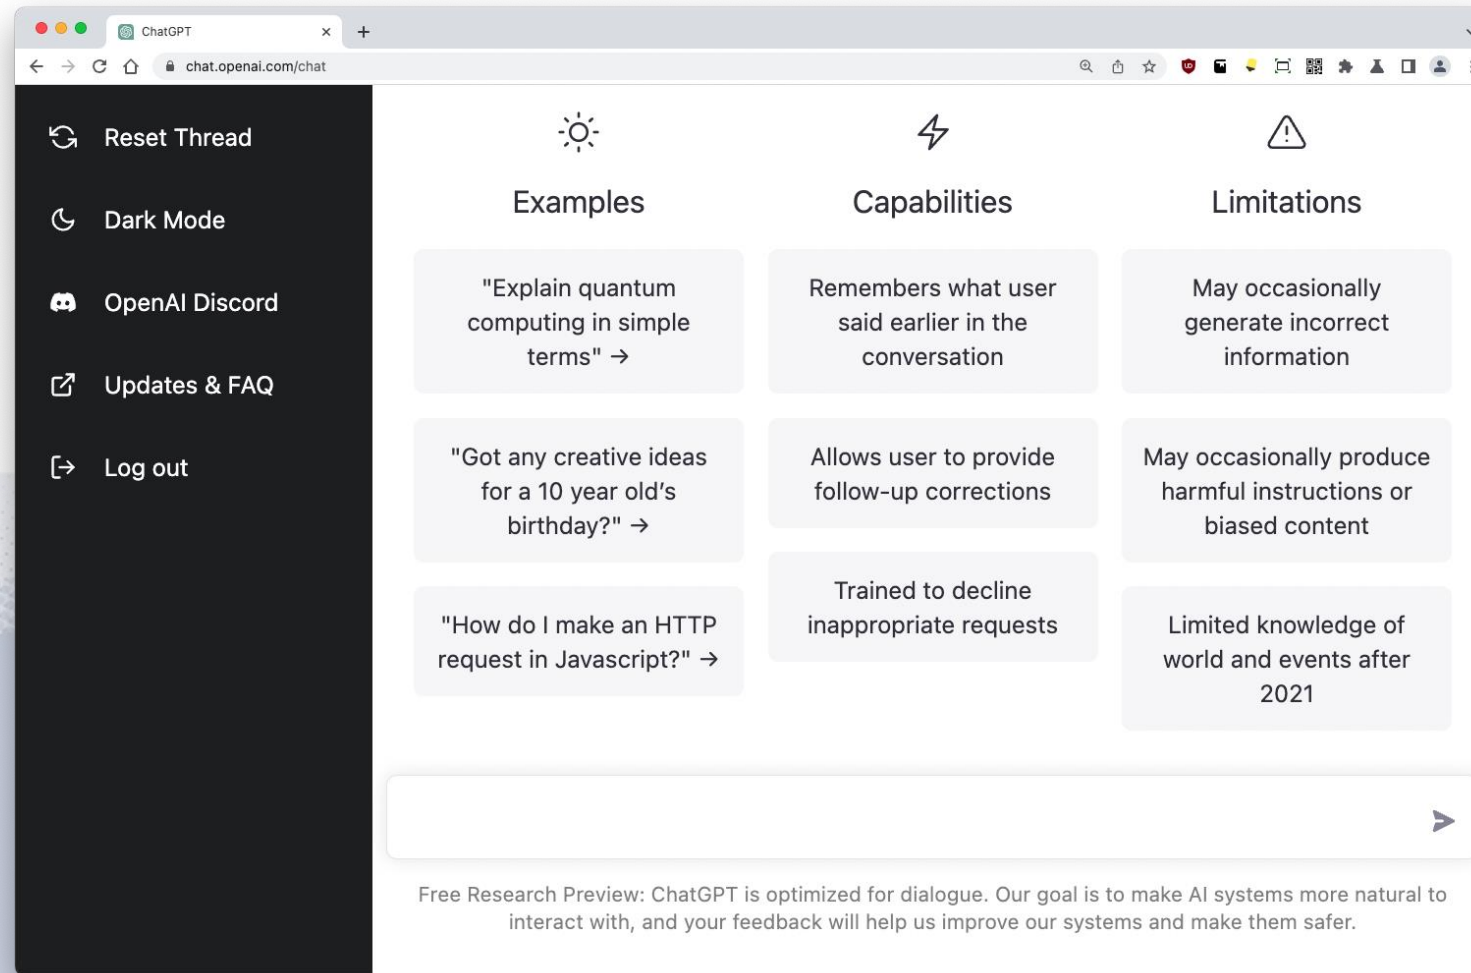 ChatGPT
chat.openai.com/chat
Reset Thread
Dark Mode
OpenAI Discord
Updates & FAQ
Log out
Examples
"Explain quantum
computing in simple
terms" →
"Got any creative ideas
for a 10 year old's
birthday?" →
"How do I make an HTTP
request in Javascript?" →
Capabilities
Remembers what user
said earlier in the
conversation
Allows user to provide
follow-up corrections
Trained to decline
inappropriate requests
Limitations
May occasionally
generate incorrect
information
May occasionally produce
harmful instructions or
biased content
Limited knowledge of
world and events after
2021
Free Research Preview: ChatGPT is optimized for dialogue. Our goal is to make AI systems more natural to
interact with, and your feedback will help us improve our systems and make them safer.